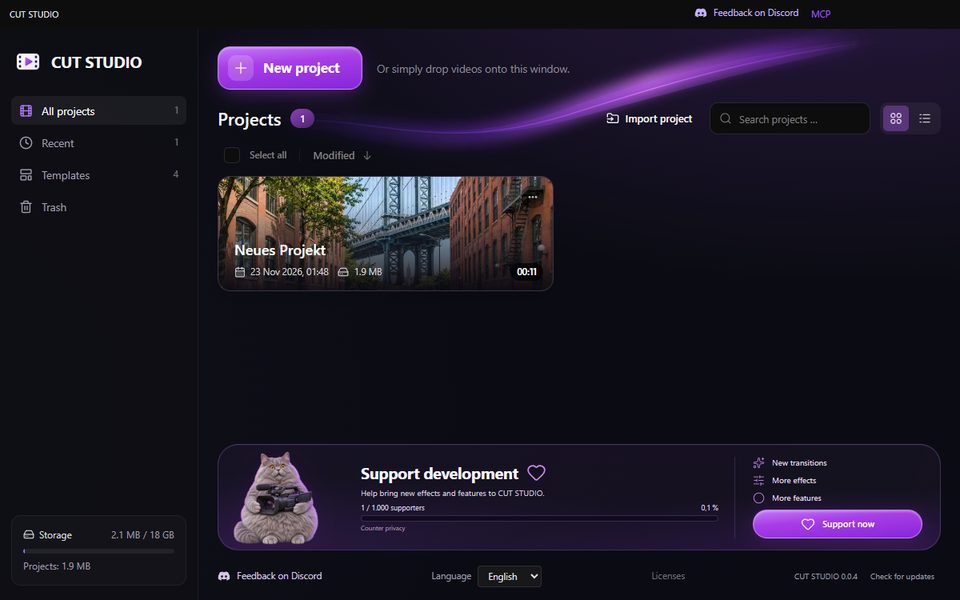 CUT STUDIO
Feedback on Discord
MCP
CUT STUDIO
All projects 1
Recent 1
Templates 4
Trash
New project
Or simply drop videos onto this window.
Projects 1
Import project
Search projects ...
Select all
Modified
Neues Projekt
23 Nov 2026, 01:48 1.9 MB
00:11
Support development
Help bring new effects and features to CUT STUDIO.
1 / 1.000 supporters 0,1 %
Counter privacy
New transitions
More effects
More features
Support now
Storage 2.1 MB / 18 GB
Projects: 1.9 MB
Feedback on Discord
Language English
Licenses
CUT STUDIO 0.0.4
Check for updates